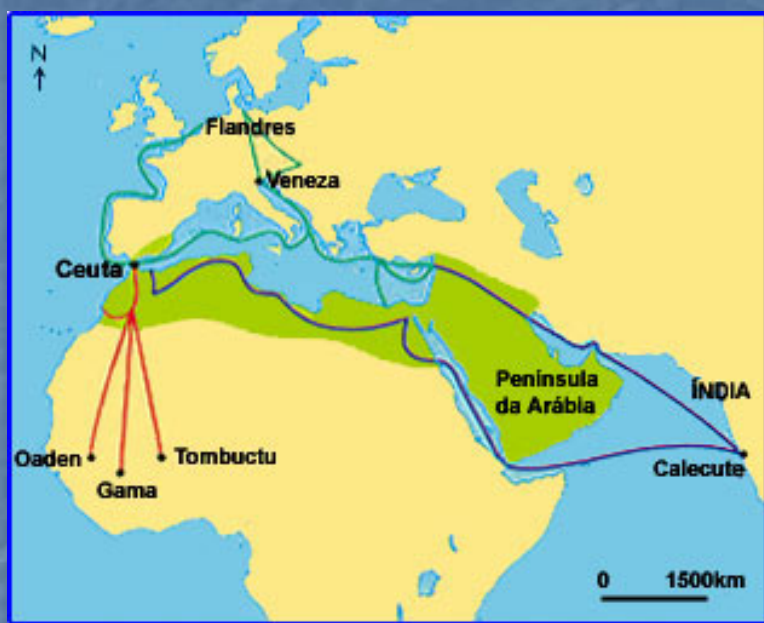 N
Flandres
Veneza
Ceuta
Península
da Arábia
ÍNDIA
Oaden
Tombuctu
Gama
Calecute
0 1500km